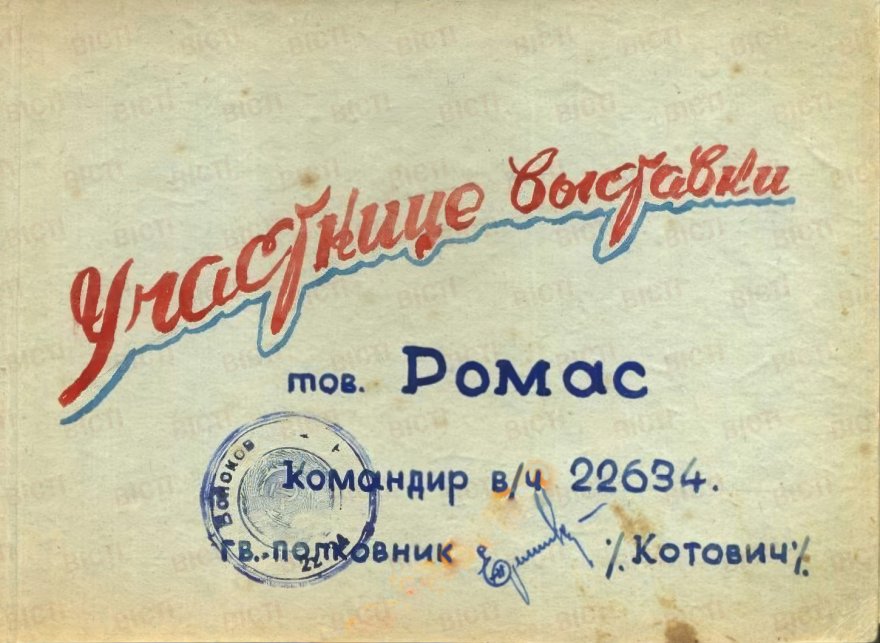 Участнице выставки
тов. Ромас
Командир в/ч 22634.
гв. полковник ·/. Котович ·/.